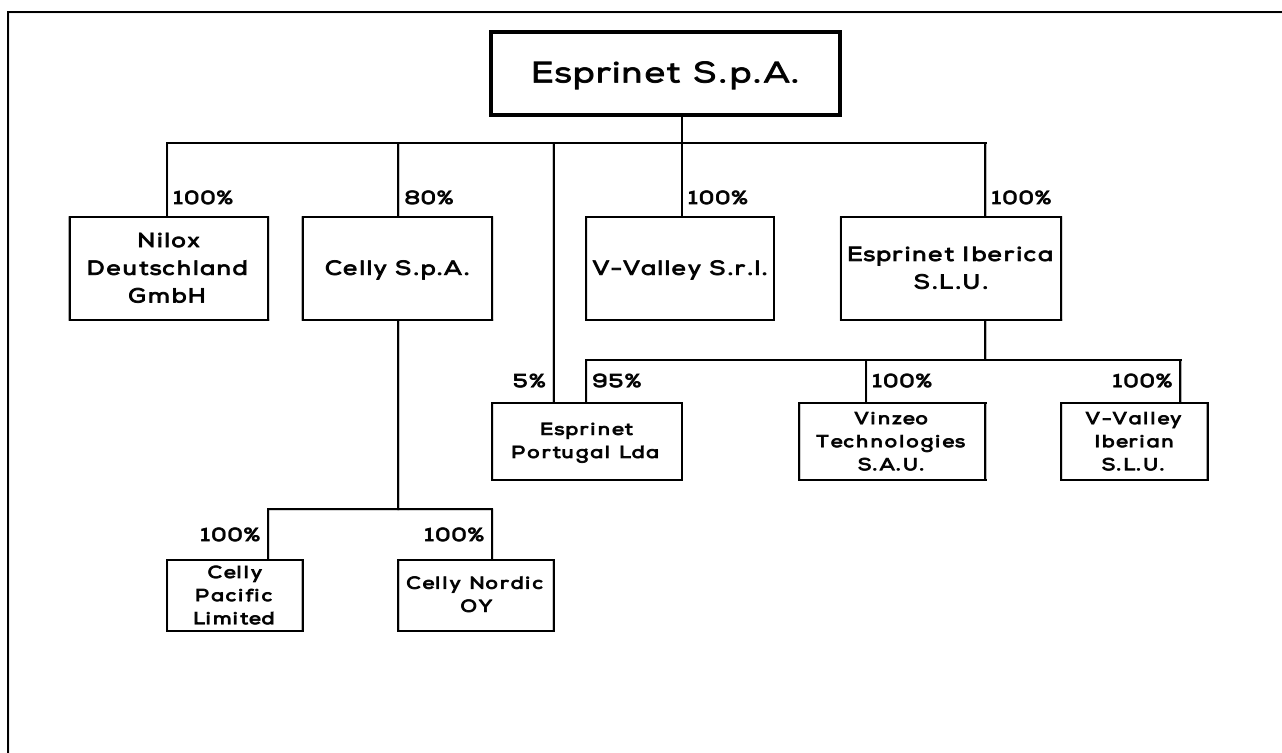 Esprinet S.p.A.
100%
80%
100%
100%
Nilox
Deutschland
GmbH
Celly S.p.A.
V-Valley S.r.l.
Esprinet Iberica
S.L.U.
5%
95%
100%
100%
Esprinet
Portugal Lda
Vinzeo
Technologies
S.A.U.
V-Valley
Iberian
S.L.U.
100%
100%
Celly
Pacific
Limited
Celly Nordic
OY